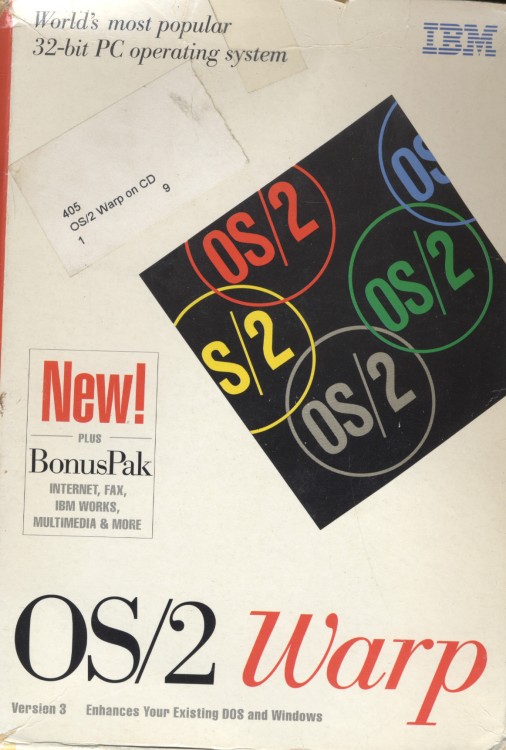 World's most popular
32-bit PC operating system
IBM
405
OS/2 Warp on CD
1 9
OS
OS/2
OS/2
S/2
OS/2
New!
PLUS
BonusPak
INTERNET, FAX,
IBM WORKS,
MULTIMEDIA & MORE
OS/2 Warp
Version 3 Enhances Your Existing DOS and Windows